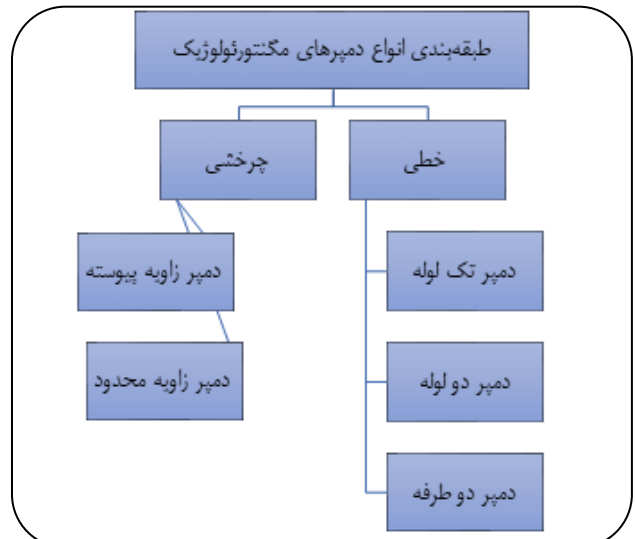 طبقه‌بندی انواع دمپرهای مگنتورئولوژیک
خطی
چرخشی
دمپر تک لوله
دمپر دو لوله
دمپر دو طرفه
دمپر زاویه پیوسته
دمپر زاویه محدود